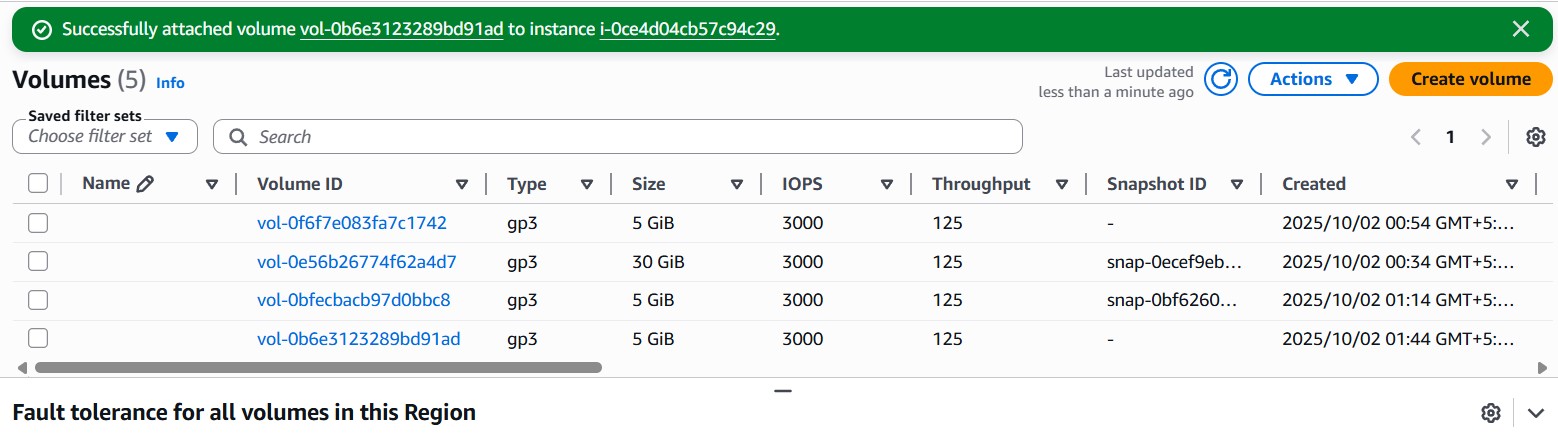 Successfully attached volume vol-0b6e3123289bd91ad to instance i-0ce4d04cb57c94c29.
Volumes (5) Info
Last updated
less than a minute ago
Actions
Create volume
Saved filter sets
Choose filter set
Search
1
Name Volume ID Type Size IOPS Throughput Snapshot ID Created
vol-0f6f7e083fa7c1742 gp3 5 GiB 3000 125 - 2025/10/02 00:54 GMT+5:...
vol-0e56b26774f62a4d7 gp3 30 GiB 3000 125 snap-0ecef9eb... 2025/10/02 00:34 GMT+5:...
vol-0bfecbacb97d0bbc8 gp3 5 GiB 3000 125 snap-0bf6260... 2025/10/02 01:14 GMT+5:...
vol-0b6e3123289bd91ad gp3 5 GiB 3000 125 - 2025/10/02 01:44 GMT+5:...
Fault tolerance for all volumes in this Region